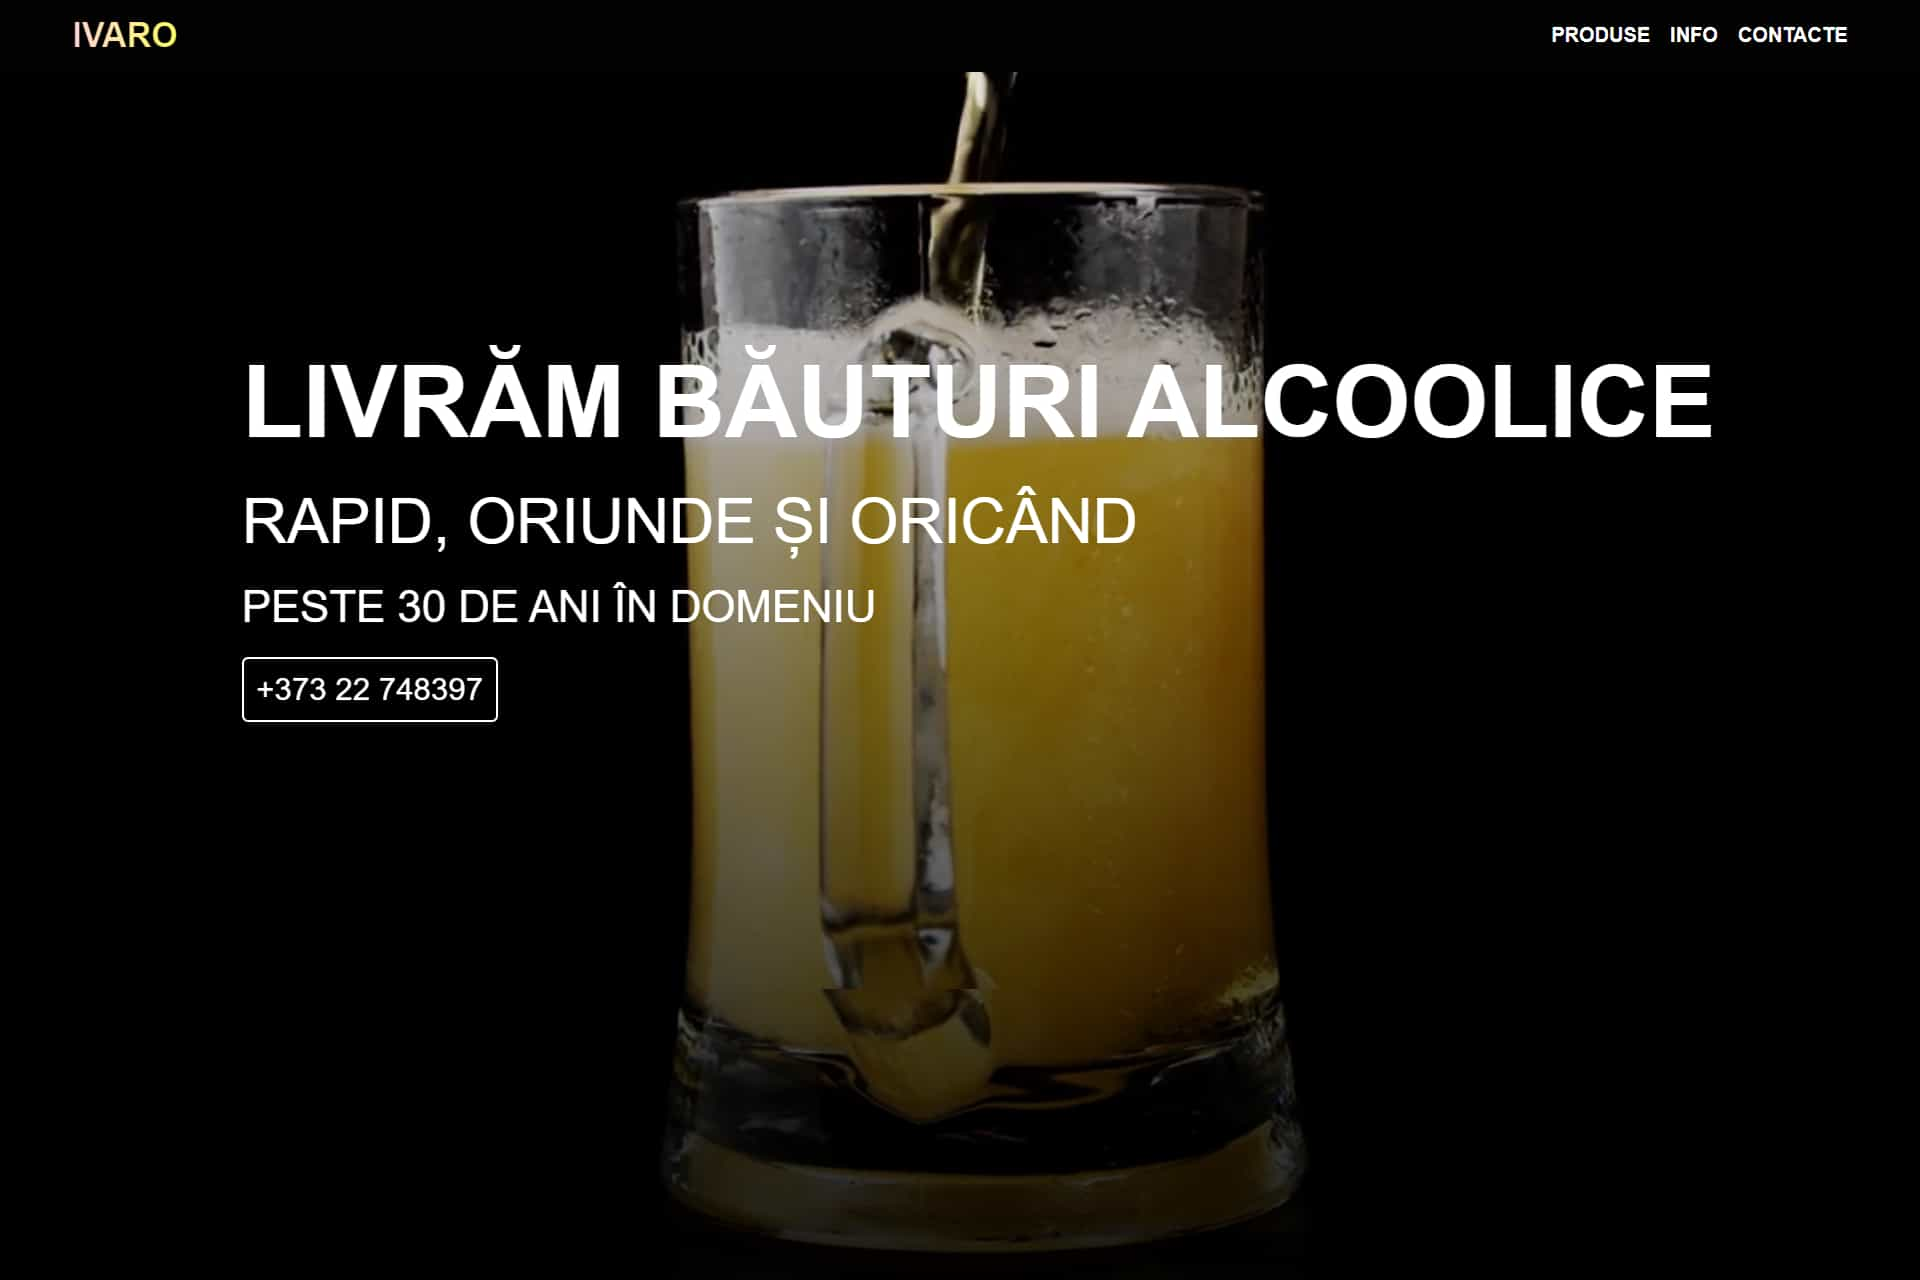 IVARO
PRODUSE INFO CONTACTE
LIVRĂM BĂUTURI ALCOOLICE
RAPID, ORIUNDE ȘI ORICÂND
PESTE 30 DE ANI ÎN DOMENIU
+373 22 748397